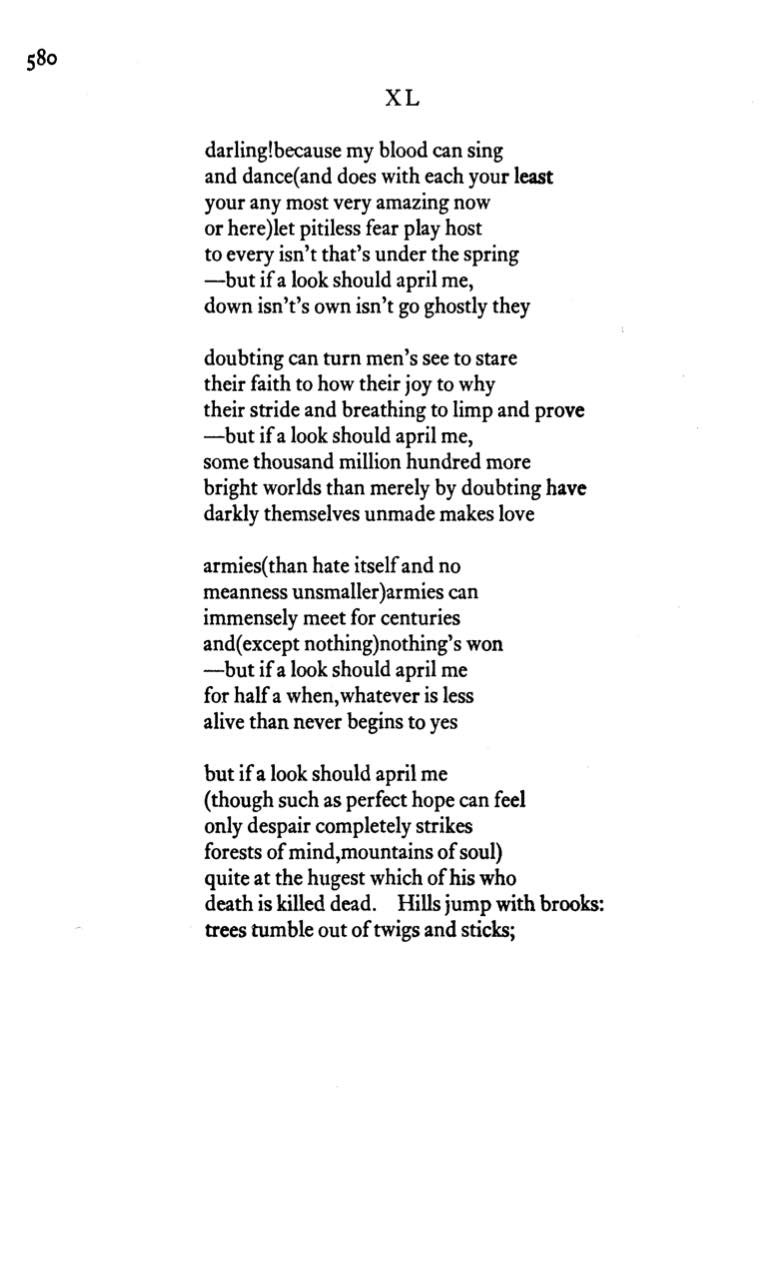 580
XL
darling!because my blood can sing
and dance(and does with each your least
your any most very amazing now
or here)let pitiless fear play host
to every isn't that's under the spring
—but if a look should april me,
down isn't's own isn't go ghostly they
doubting can turn men's see to stare
their faith to how their joy to why
their stride and breathing to limp and prove
—but if a look should april me,
some thousand million hundred more
bright worlds than merely by doubting have
darkly themselves unmade makes love
armies(than hate itself and no
meanness unsmaller)armies can
immensely meet for centuries
and(except nothing)nothing's won
—but if a look should april me
for half a when,whatever is less
alive than never begins to yes
but if a look should april me
(though such as perfect hope can feel
only despair completely strikes
forests of mind,mountains of soul)
quite at the hugest which of his who
death is killed dead.    Hills jump with brooks:
trees tumble out of twigs and sticks;